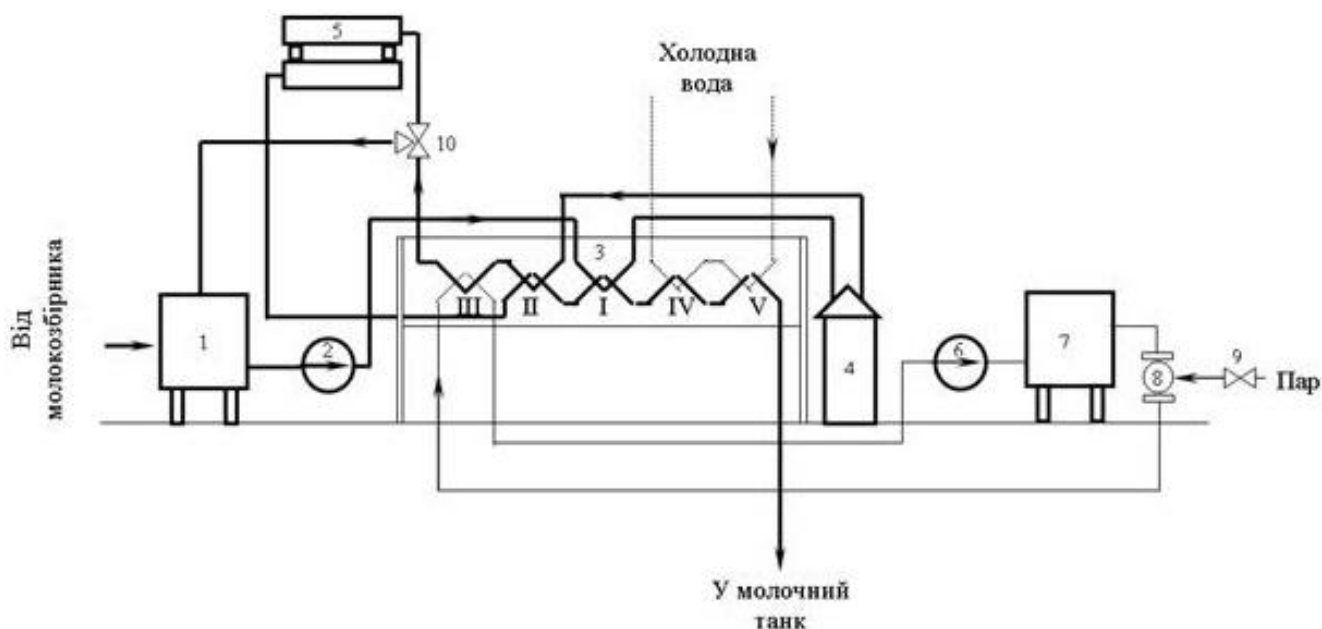 5
Холодна
вода
10
3
III
II
I
IV
V
Від
молокозбірника
1
2
4
6
7
8
9
Пар
У молочний
танк